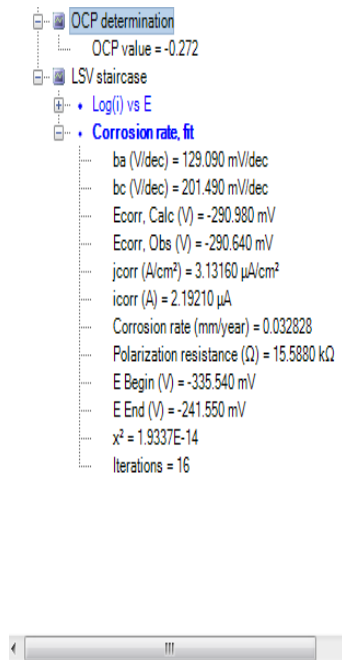 OCP determination
OCP value = -0.272
LSV staircase
Log(i) vs E
Corrosion rate, fit
ba (V/dec) = 129.090 mV/dec
bc (V/dec) = 201.490 mV/dec
Ecorr, Calc (V) = -290.980 mV
Ecorr, Obs (V) = -290.640 mV
jcorr (A/cm²) = 3.13160 µA/cm²
icorr (A) = 2.19210 µA
Corrosion rate (mm/year) = 0.032828
Polarization resistance (Ω) = 15.5880 kΩ
E Begin (V) = -335.540 mV
E End (V) = -241.550 mV
x² = 1.9337E-14
Iterations = 16